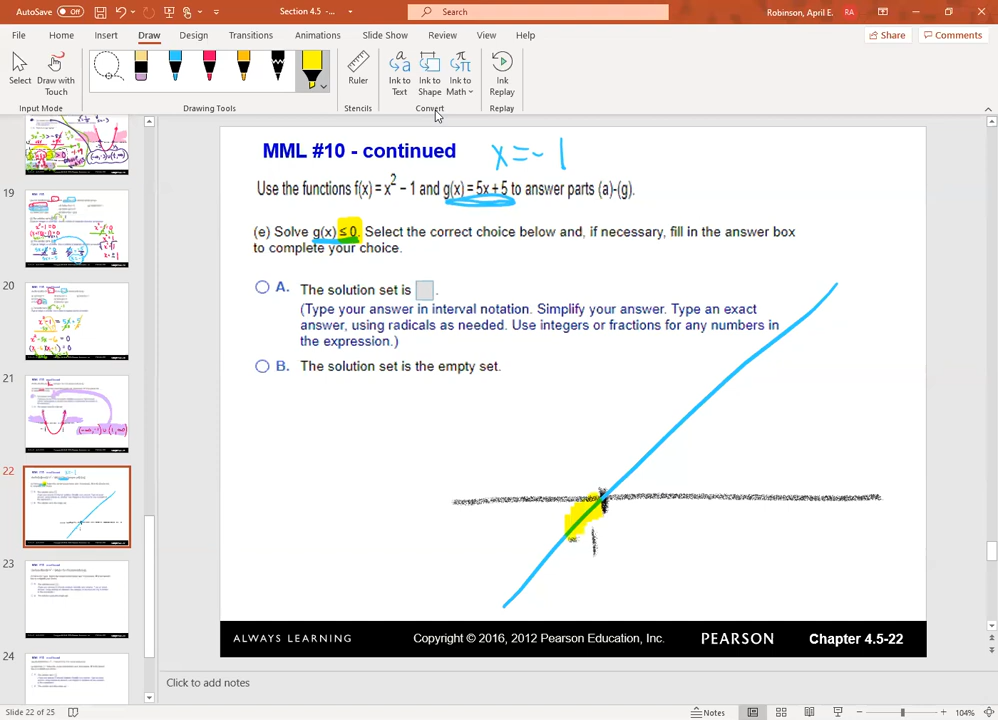 AutoSave Off
Section 4.5 -...
Search
Robinson, April E. RA
File Home Insert Draw Design Transitions Animations Slide Show Review View Help
Share Comments
Select
Draw with Touch
Ruler
Ink to Text
Ink to Shape
Ink to Math
Ink Replay
Input Mode
Drawing Tools
Stencils
Convert
Replay
19
20
21
22
23
24
MML #10 - continued
x = - 1
Use the functions f(x) = x² − 1 and g(x) = 5x + 5 to answer parts (a)-(g).
(e) Solve g(x) ≤ 0. Select the correct choice below and, if necessary, fill in the answer box
to complete your choice.
A. The solution set is .
(Type your answer in interval notation. Simplify your answer. Type an exact
answer, using radicals as needed. Use integers or fractions for any numbers in
the expression.)
B. The solution set is the empty set.
ALWAYS LEARNING
Copyright © 2016, 2012 Pearson Education, Inc.
PEARSON
Chapter 4.5-22
Click to add notes
Slide 22 of 25
Notes
104%